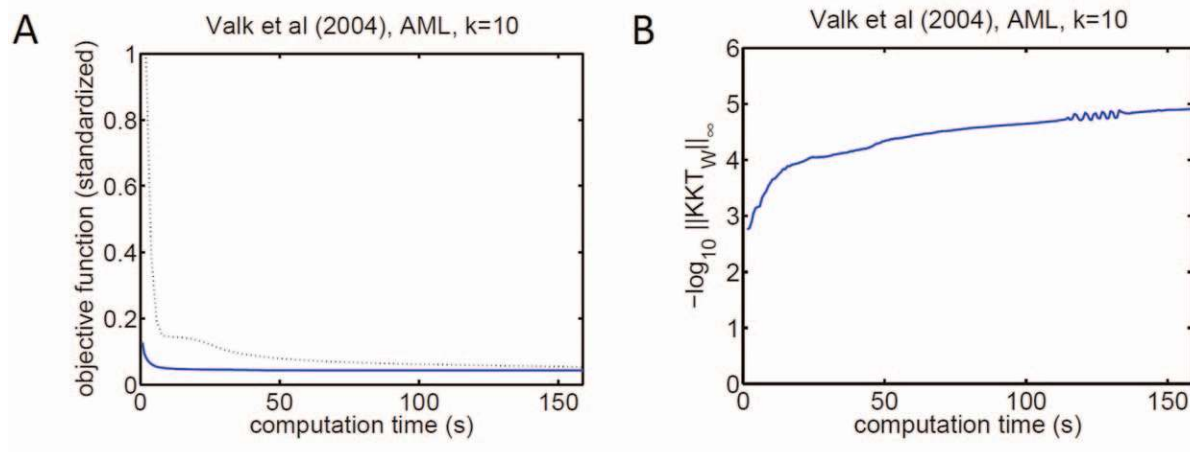 A
Valk et al (2004), AML, k=10
objective function (standardized)
1
0.8
0.6
0.4
0.2
0
0
50
100
150
computation time (s)
B
Valk et al (2004), AML, k=10
−log10 ||KKTW||∞
6
5
4
3
2
1
0
0
50
100
150
computation time (s)